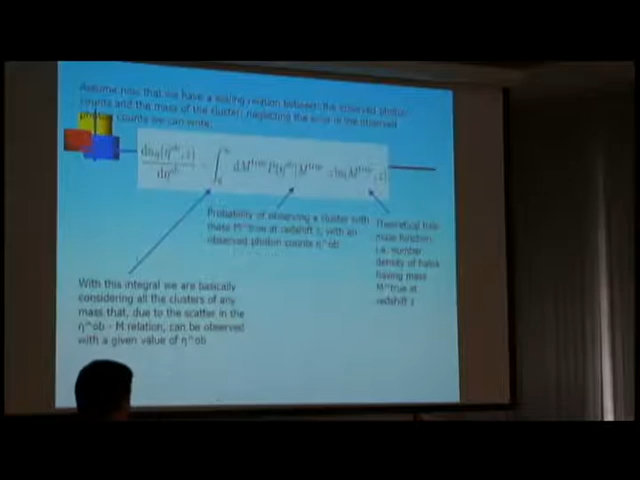 Assume now that we have a scaling relation between the observed photon
counts and the mass of the cluster, neglecting the error in the observed
photon counts we can write:
Probability of observing a cluster with
mass M^true at redshift z, with an
observed photon counts η^ob
Theoretical halo
mass function,
i.e. number
density of halos
having mass
M^true at
redshift z
With this integral we are basically
considering all the clusters of any
mass that, due to the scatter in the
η^ob - M relation, can be observed
with a given value of η^ob